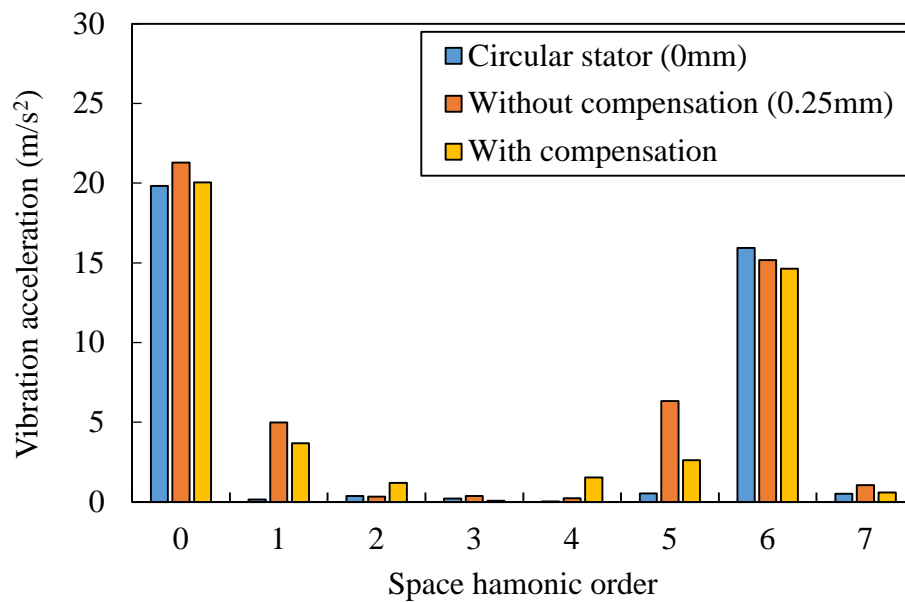 30
25
20
15
10
5
0
Vibration acceleration (m/s²)
Circular stator (0mm)
Without compensation (0.25mm)
With compensation
0 1 2 3 4 5 6 7
Space hamonic order